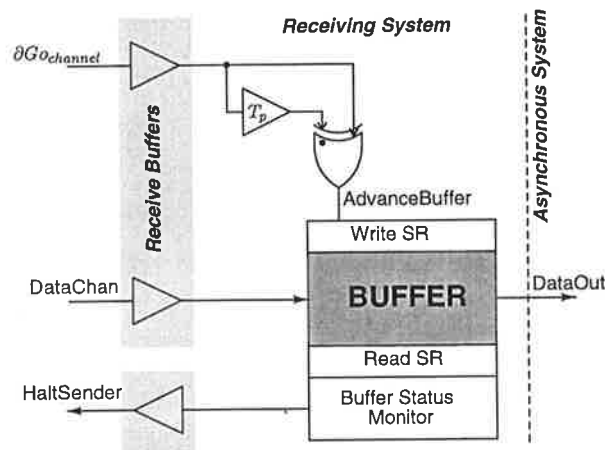 Receiving System
∂Go_channel
T_p
Receive Buffers
Asynchronous System
AdvanceBuffer
Write SR
DataChan
BUFFER
DataOut
Read SR
HaltSender
Buffer Status
Monitor